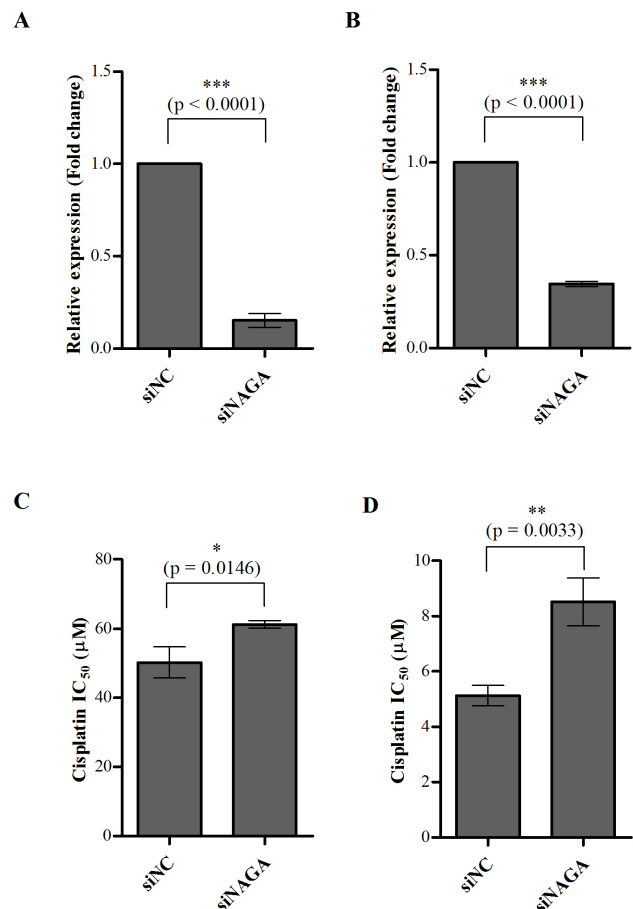 A
Relative expression (Fold change)
1.5
1.0
0.5
0.0
***
(p < 0.0001)
siNC
siNAGA
B
Relative expression (Fold change)
1.5
1.0
0.5
0.0
***
(p < 0.0001)
siNC
siNAGA
C
Cisplatin IC50 (µM)
80
60
40
20
0
*
(p = 0.0146)
siNC
siNAGA
D
Cisplatin IC50 (µM)
10
8
6
4
2
0
**
(p = 0.0033)
siNC
siNAGA